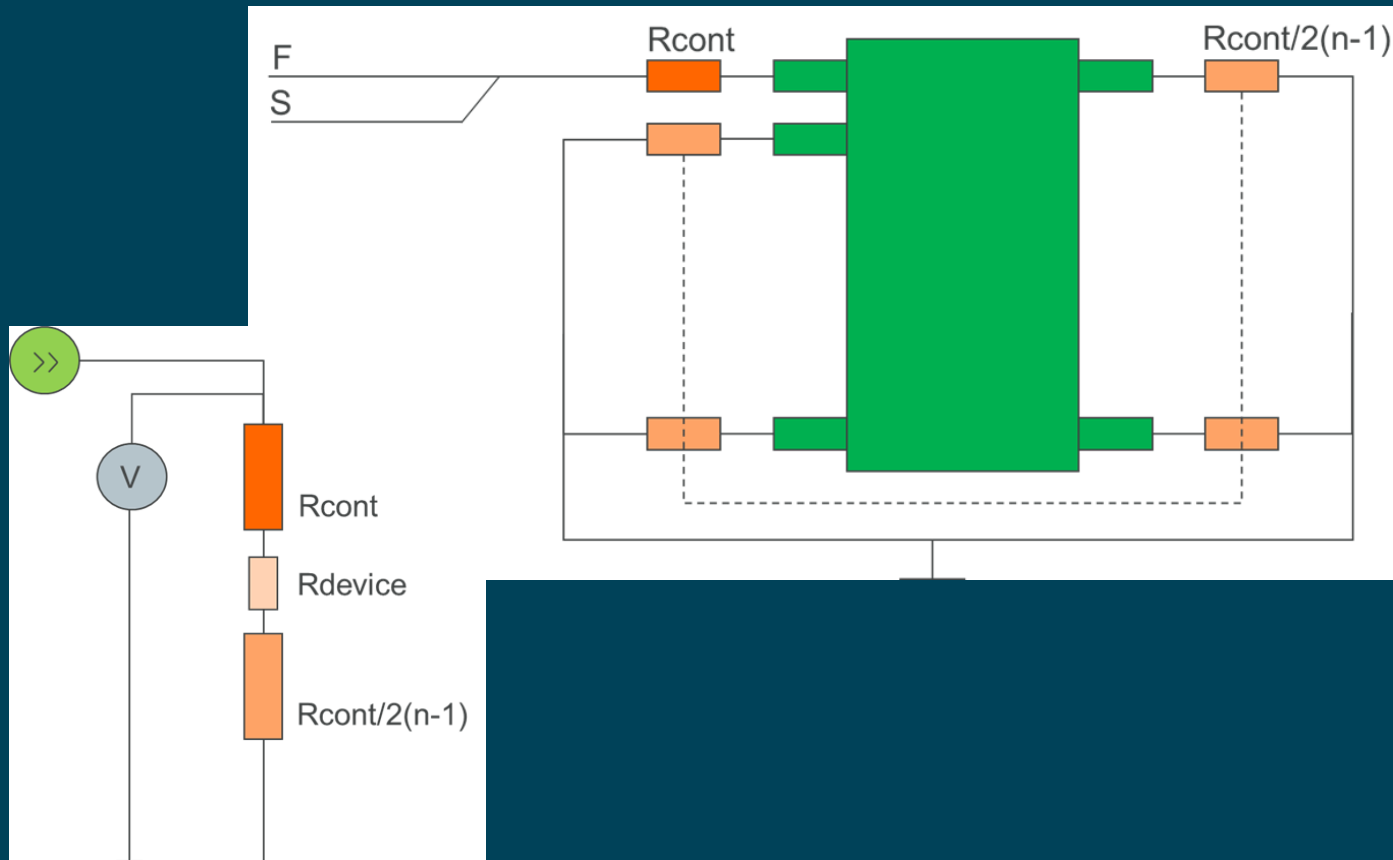 F
S
Rcont
Rcont/2(n-1)
>>
V
Rcont
Rdevice
Rcont/2(n-1)